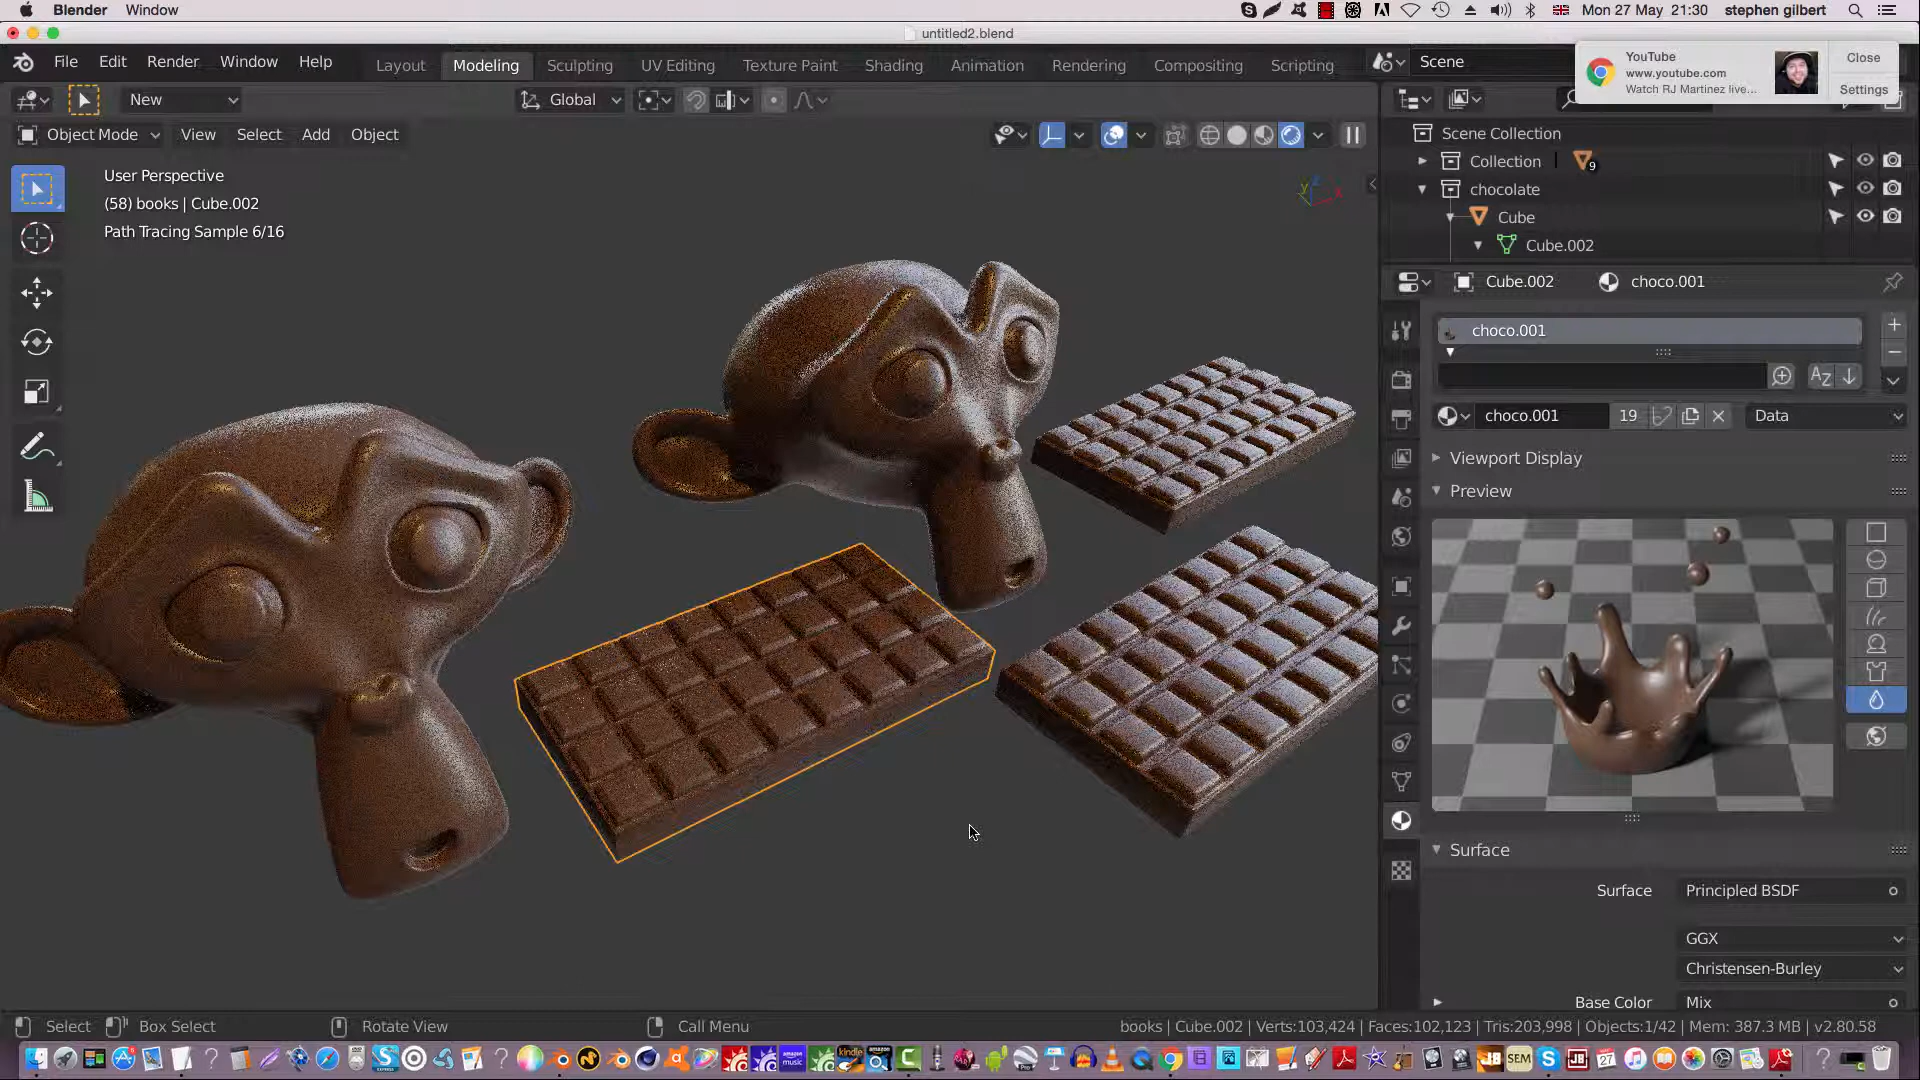 Blender Window Mon 27 May 21:30 stephen gilbert
untitled2.blend
File Edit Render Window Help Layout Modeling Sculpting UV Editing Texture Paint Shading Animation Rendering Compositing Scripting Scene
YouTube
www.youtube.com
Watch RJ Martinez live...
Close
Settings
New Global
Object Mode View Select Add Object
User Perspective
(58) books | Cube.002
Path Tracing Sample 6/16
Scene Collection
Collection 9
chocolate
Cube
Cube.002
Cube.002 choco.001
choco.001
choco.001 19 Data
Viewport Display
Preview
Surface
Surface Principled BSDF
GGX
Christensen-Burley
Base Color Mix
Select Box Select Rotate View Call Menu books | Cube.002 | Verts:103,424 | Faces:102,123 | Tris:203,998 | Objects:1/42 | Mem: 387.3 MB | v2.80.58